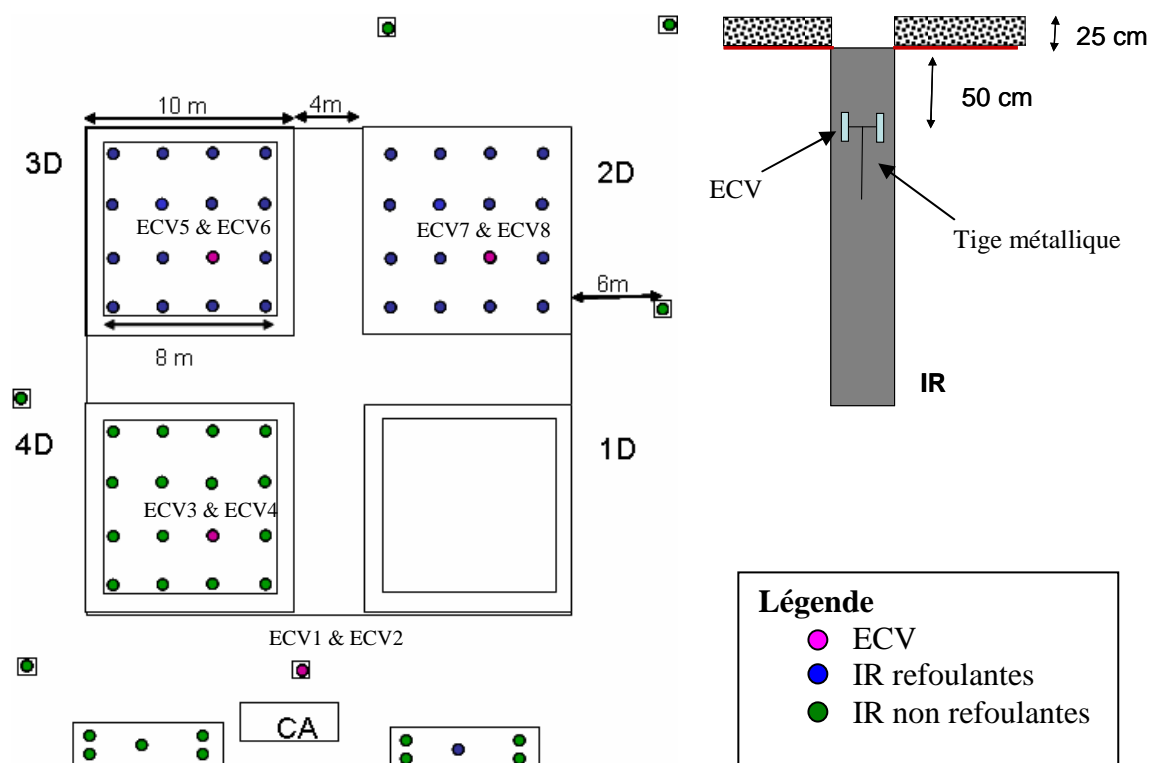 10 m
4m
3D
2D
ECV5 & ECV6
ECV7 & ECV8
6m
8 m
4D
1D
ECV3 & ECV4
ECV1 & ECV2
CA
25 cm
50 cm
ECV
Tige métallique
IR
Légende
ECV
IR refoulantes
IR non refoulantes